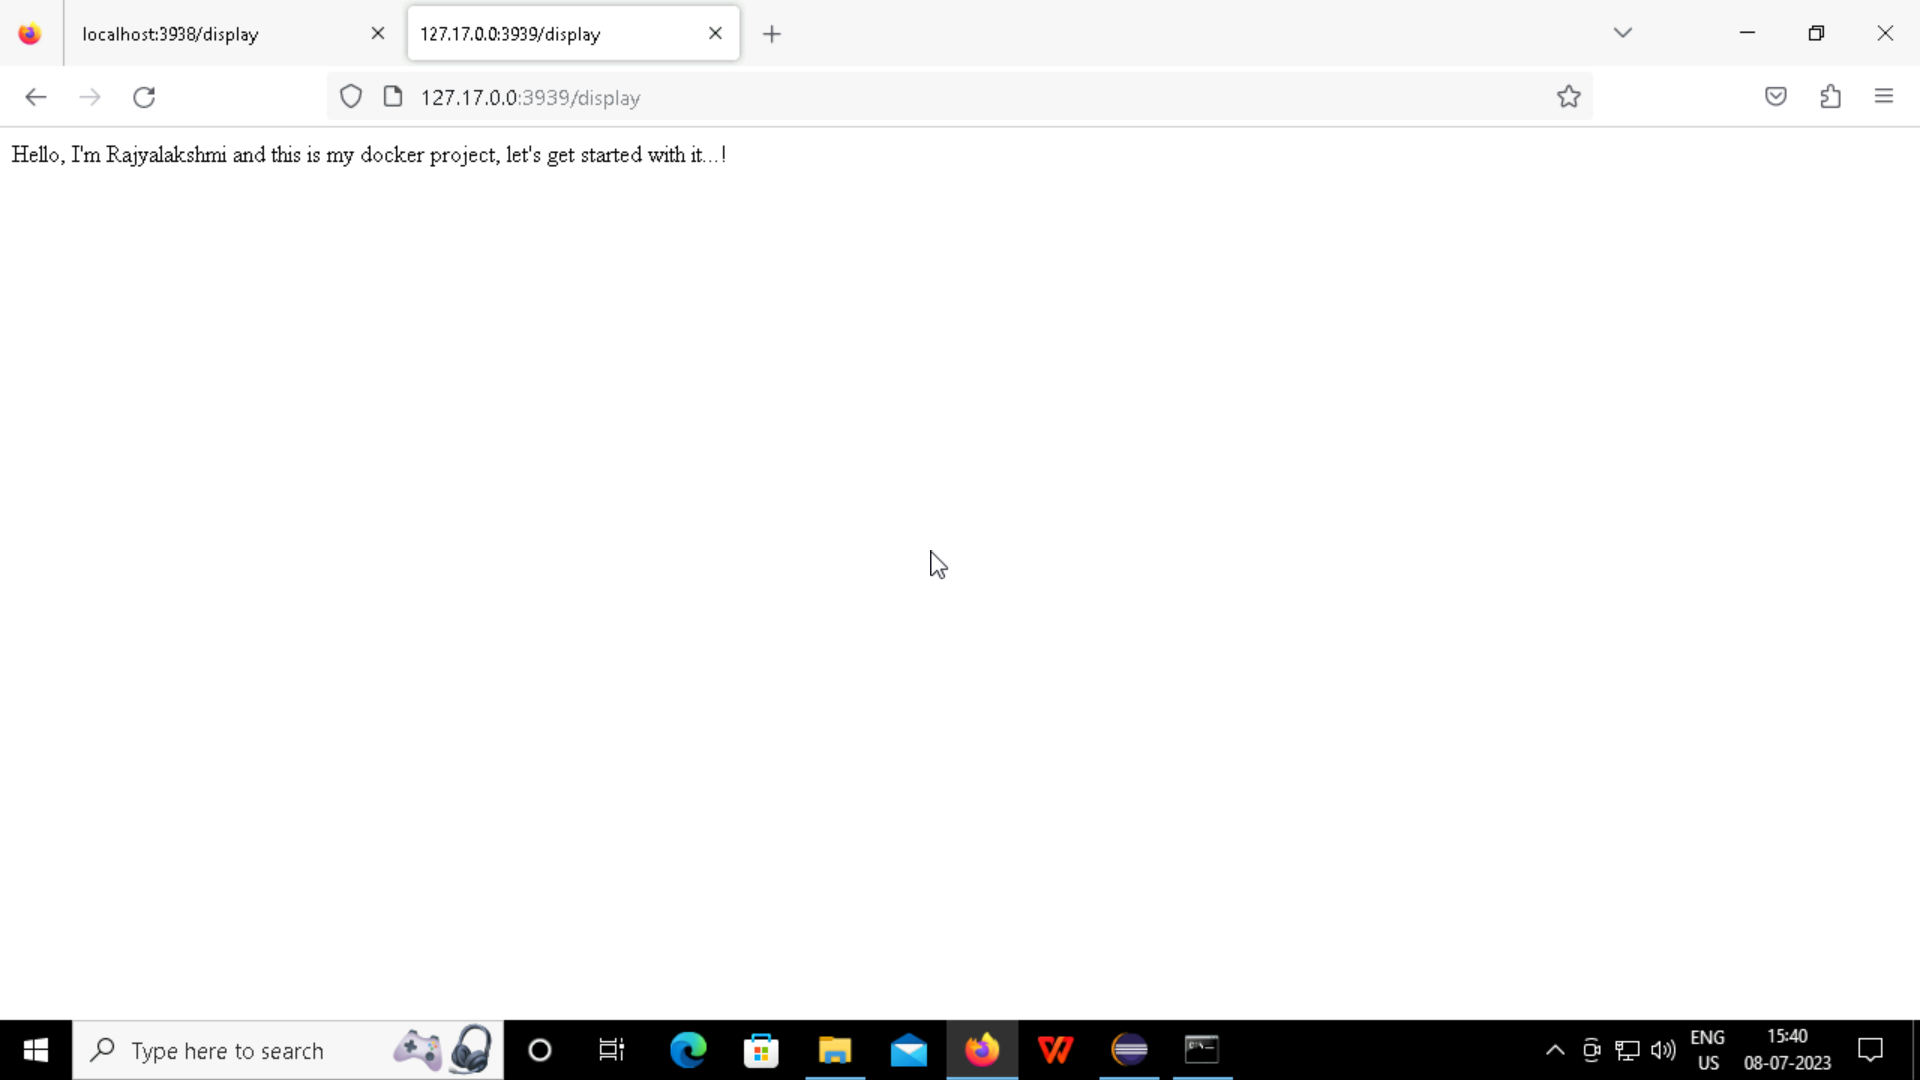 localhost:3938/display
127.17.0.0:3939/display
127.17.0.0:3939/display
Hello, I'm Rajyalakshmi and this is my docker project, let's get started with it...!
Type here to search
ENG
US
15:40
08-07-2023